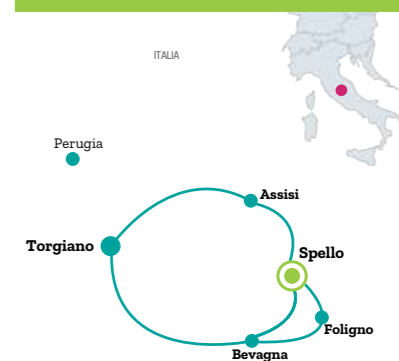 ITALIA
Perugia
Assisi
Torgiano
Spello
Foligno
Bevagna